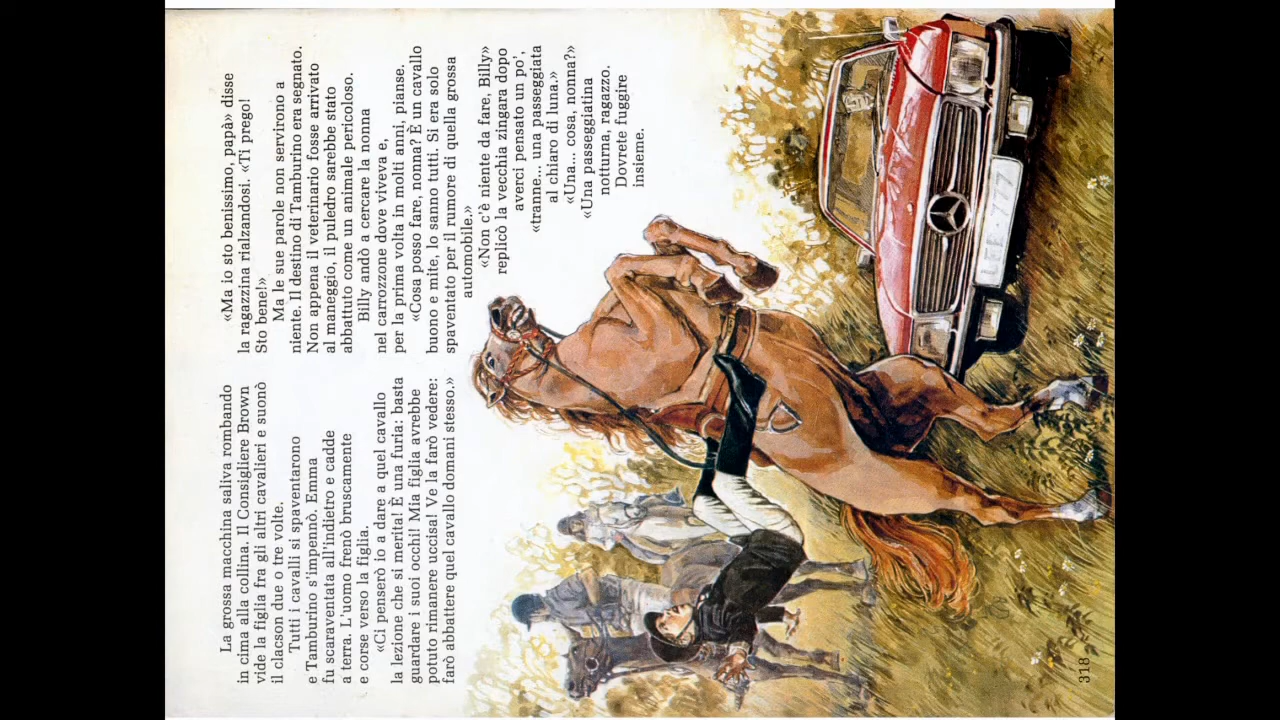 La grossa macchina saliva rombando
in cima alla collina. Il Consigliere Brown
vide la figlia fra gli altri cavalieri e suonò
il clacson due o tre volte.
Tutti i cavalli si spaventarono
e Tamburino s'impennò. Emma
fu scaraventata all'indietro e cadde
a terra. L'uomo frenò bruscamente
e corse verso la figlia.
«Ci penserò io a dare a quel cavallo
la lezione che si merita! È una furia: basta
guardare i suoi occhi! Mia figlia avrebbe
potuto rimanere uccisa! Ve la farò vedere:
farò abbattere quel cavallo domani stesso.»
«Ma io sto benissimo, papà» disse
la ragazzina rialzandosi. «Ti prego!
Sto bene!»
Ma le sue parole non servirono a
niente. Il destino di Tamburino era segnato.
Non appena il veterinario fosse arrivato
al maneggio, il puledro sarebbe stato
abbattuto come un animale pericoloso.
Billy andò a cercare la nonna
nel carrozzone dove viveva e,
per la prima volta in molti anni, pianse.
«Cosa posso fare, nonna? È un cavallo
buono e mite, lo sanno tutti. Si era solo
spaventato per il rumore di quella grossa
automobile.»
«Non c'è niente da fare, Billy»
replicò la vecchia zingara dopo
averci pensato un po',
«tranne... una passeggiata
al chiaro di luna.»
«Una... cosa, nonna?»
«Una passeggiatina
notturna, ragazzo.
Dovrete fuggire
insieme.
777
318